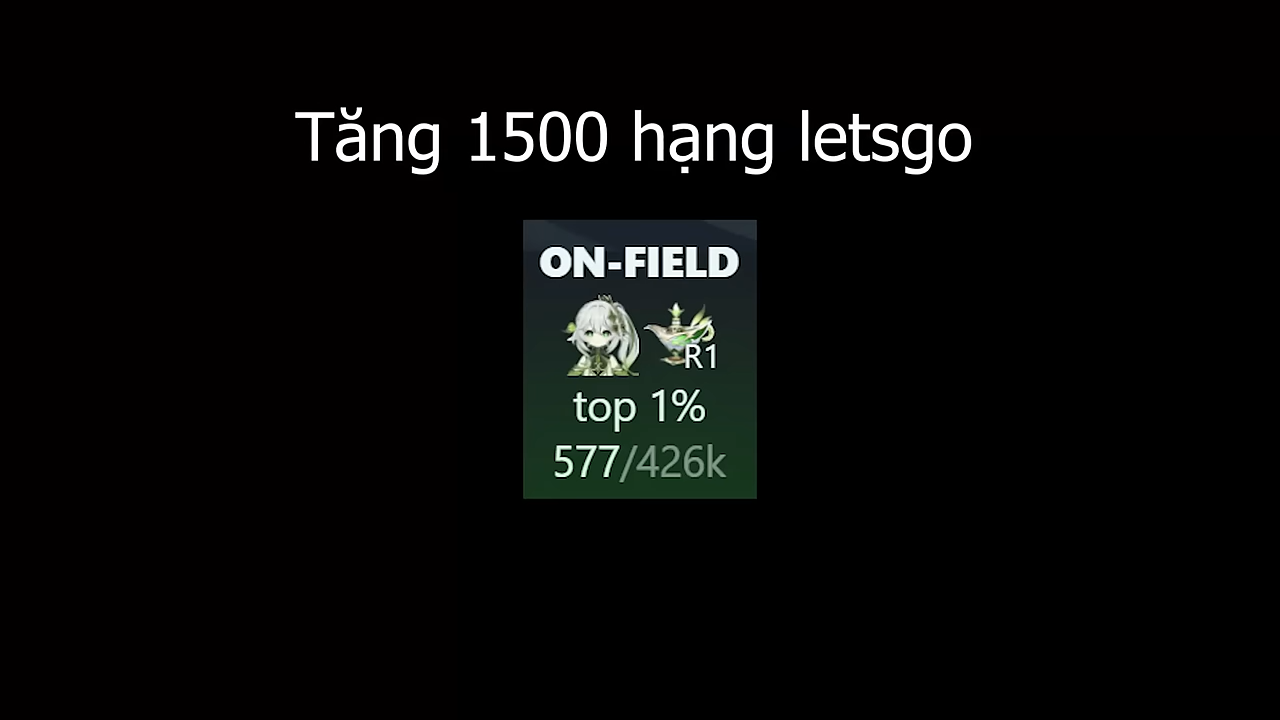 Tăng 1500 hạng letsgo
ON-FIELD
R1
top 1%
577/426k